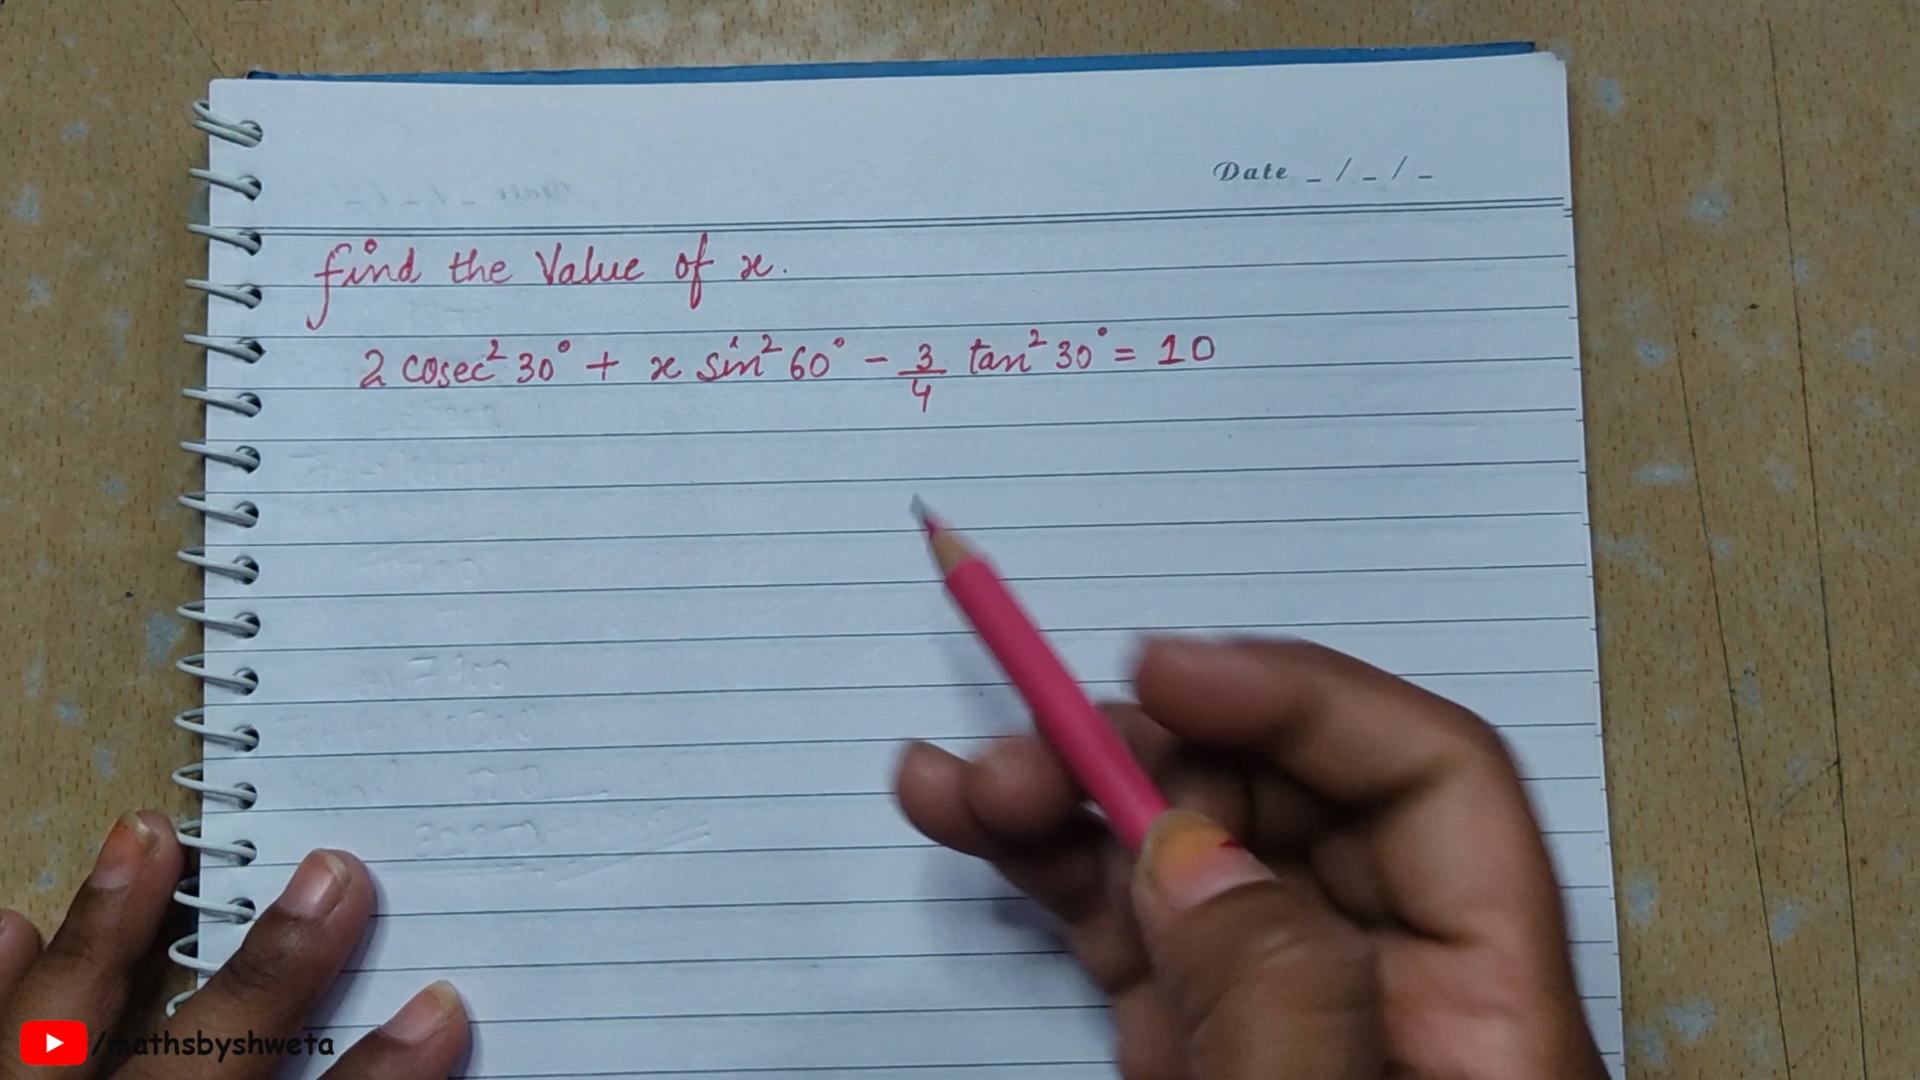 Date _ / _ / _
find the value of x.
2 cosec² 30° + x sin² 60° - 3/4 tan² 30° = 10
/mathsbyshweta